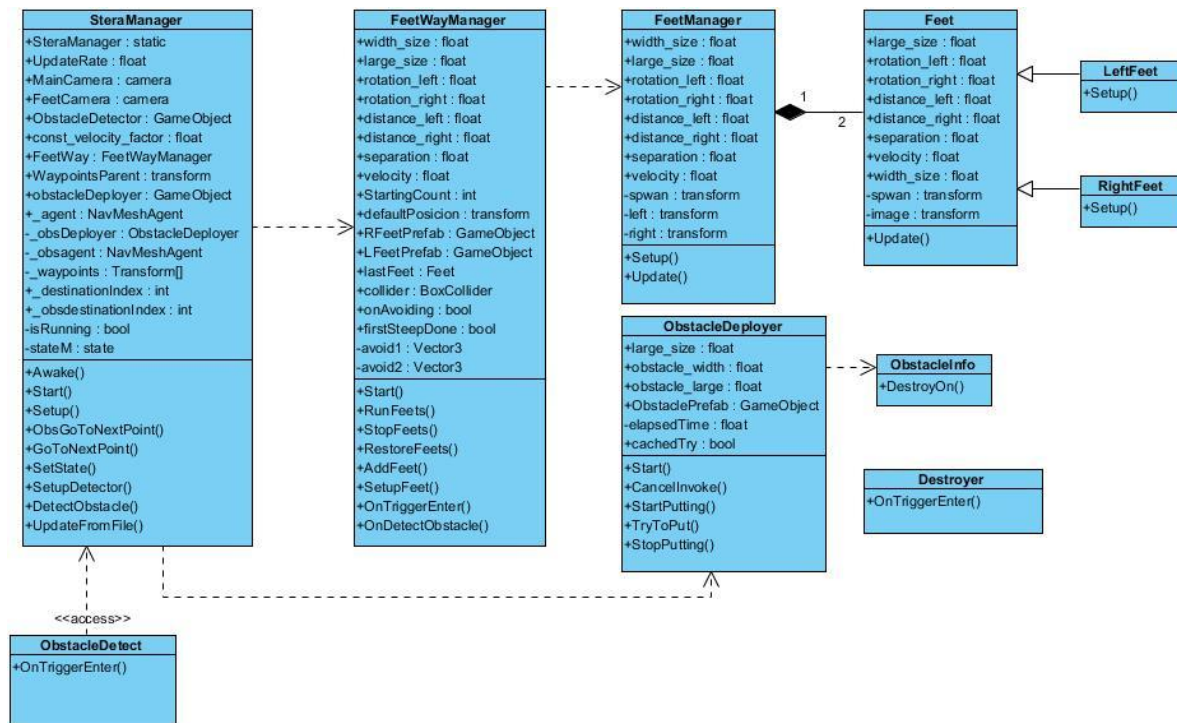 SteraManager
+SteraManager : static
+UpdateRate : float
+MainCamera : camera
+FeetCamera : camera
+ObstacleDetector : GameObject
+const_velocity_factor : float
+FeetWay : FeetWayManager
+WaypointsParent : transform
+obstacleDeployer : GameObject
+_agent : NavMeshAgent
-_obsDeployer : ObstacleDeployer
-_obsagent : NavMeshAgent
-_waypoints : Transform[]
+_destinationIndex : int
+_obsdestinationIndex : int
-isRunning : bool
-stateM : state
+Awake()
+Start()
+Setup()
+ObsGoToNextPoint()
+GoToNextPoint()
+SetState()
+SetupDetector()
+DetectObstacle()
+UpdateFromFile()
FeetWayManager
+width_size : float
+large_size : float
+rotation_left : float
+rotation_right : float
+distance_left : float
+distance_right : float
+separation : float
+velocity : float
+StartingCount : int
+defaultPosicion : transform
+RFeetPrefab : GameObject
+LFeetPrefab : GameObject
+lastFeet : Feet
+collider : BoxCollider
+onAvoiding : bool
+firstSteepDone : bool
-avoid1 : Vector3
-avoid2 : Vector3
+Start()
+RunFeets()
+StopFeets()
+RestoreFeets()
+AddFeet()
+SetupFeet()
+OnTriggerEnter()
+OnDetectObstacle()
FeetManager
+width_size : float
+large_size : float
+rotation_left : float
+rotation_right : float
+distance_left : float
+distance_right : float
+separation : float
+velocity : float
-spwan : transform
-left : transform
-right : transform
+Setup()
+Update()
1
2
Feet
+large_size : float
+rotation_left : float
+rotation_right : float
+distance_left : float
+distance_right : float
+separation : float
+velocity : float
+width_size : float
-spwan : transform
-image : transform
+Update()
LeftFeet
+Setup()
RightFeet
+Setup()
ObstacleDeployer
+large_size : float
+obstacle_width : float
+obstacle_large : float
+ObstaclePrefab : GameObject
-elapsedTime : float
+cachedTry : bool
+Start()
+CancelInvoke()
+StartPutting()
+TryToPut()
+StopPutting()
ObstacleInfo
+DestroyOn()
Destroyer
+OnTriggerEnter()
<<access>>
ObstacleDetect
+OnTriggerEnter()